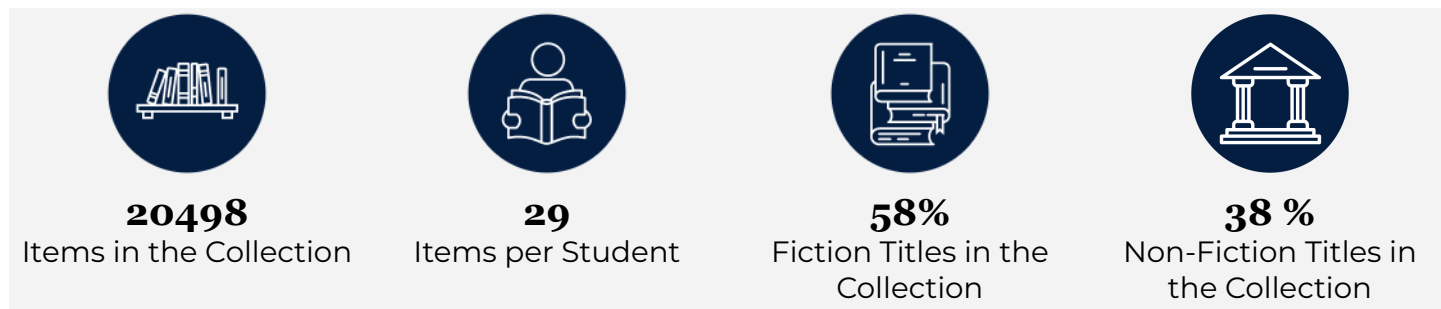 20498
Items in the Collection
29
Items per Student
58%
Fiction Titles in the
Collection
38 %
Non-Fiction Titles in
the Collection